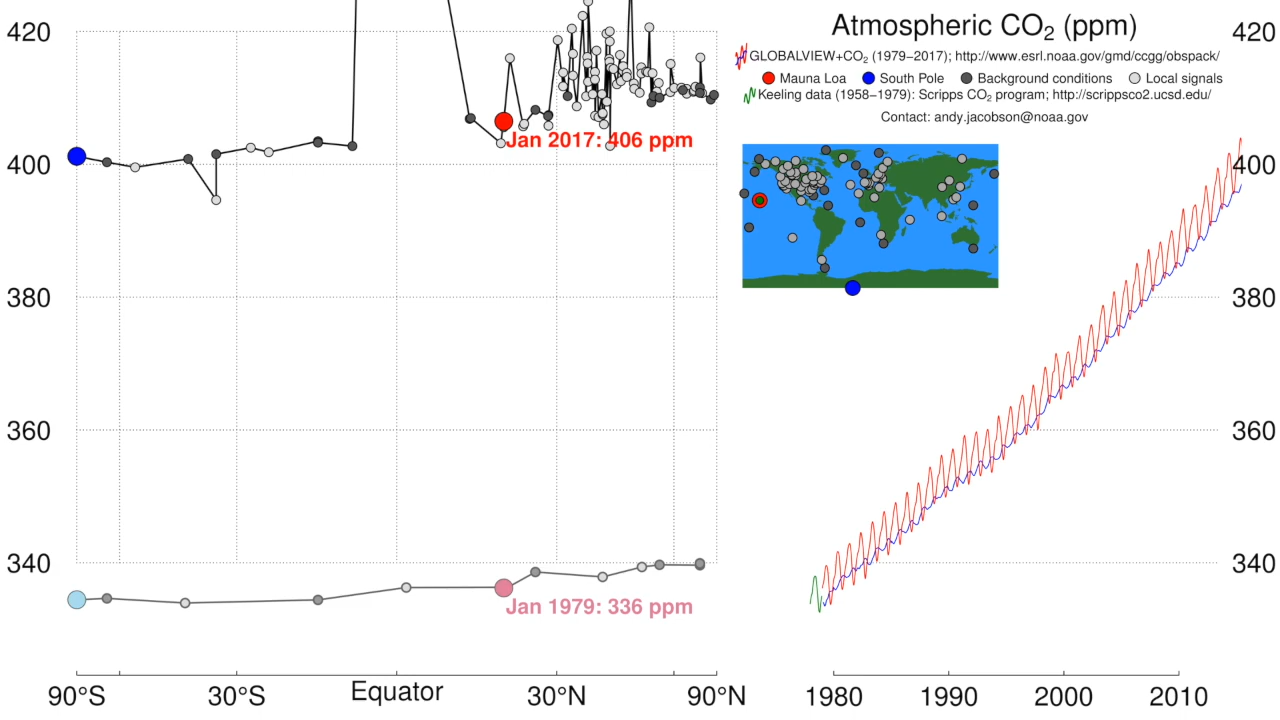 Atmospheric CO₂ (ppm)
GLOBALVIEW+CO₂ (1979−2017); http://www.esrl.noaa.gov/gmd/ccgg/obspack/
Mauna Loa South Pole Background conditions Local signals
Keeling data (1958−1979): Scripps CO₂ program; http://scrippsco2.ucsd.edu/
Contact: andy.jacobson@noaa.gov
420
400
380
360
340
Jan 2017: 406 ppm
Jan 1979: 336 ppm
90°S 30°S Equator 30°N 90°N
420
400
380
360
340
1980 1990 2000 2010